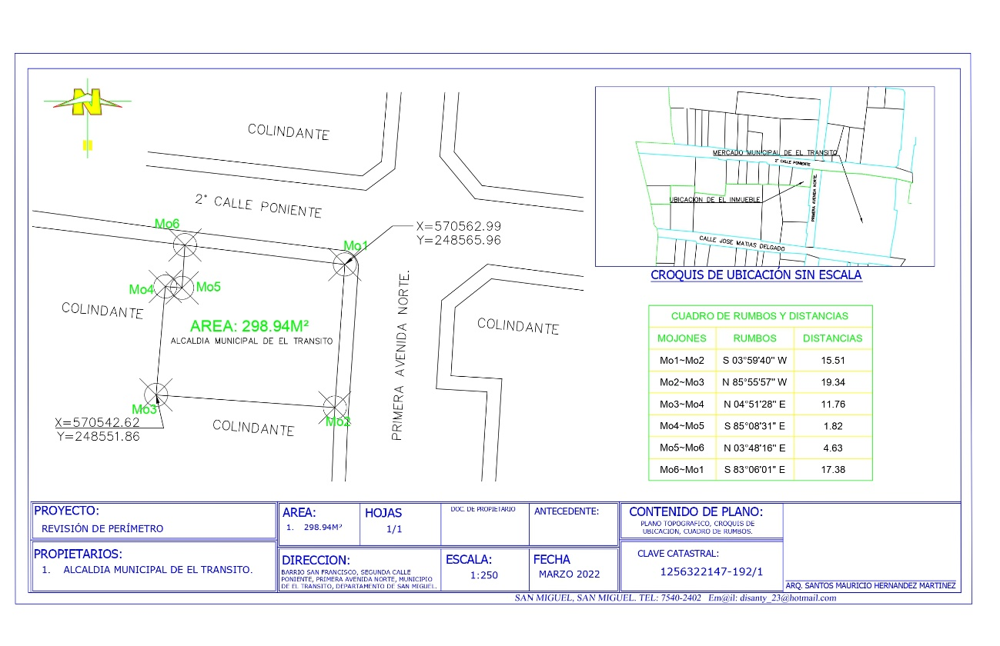 N
COLINDANTE
2° CALLE PONIENTE
Mo6
Mo1
X=570562.99
Y=248565.96
Mo4
Mo5
COLINDANTE
AREA: 298.94M²
ALCALDIA MUNICIPAL DE EL TRANSITO
PRIMERA AVENIDA NORTE.
COLINDANTE
Mo3
X=570542.62
Y=248551.86
COLINDANTE
Mo2
MERCADO MUNICIPAL DE EL TRANSITO
2° CALLE PONIENTE
PRIMERA AVENIDA NORTE.
UBICACION DE EL INMUEBLE
CALLE JOSE MATIAS DELGADO
CROQUIS DE UBICACIÓN SIN ESCALA
CUADRO DE RUMBOS Y DISTANCIAS
MOJONES RUMBOS DISTANCIAS
Mo1~Mo2 S 03°59'40" W 15.51
Mo2~Mo3 N 85°55'57" W 19.34
Mo3~Mo4 N 04°51'28" E 11.76
Mo4~Mo5 S 85°08'31" E 1.82
Mo5~Mo6 N 03°48'16" E 4.63
Mo6~Mo1 S 83°06'01" E 17.38
PROYECTO:
REVISIÓN DE PERÍMETRO
PROPIETARIOS:
1. ALCALDIA MUNICIPAL DE EL TRANSITO.
AREA:
1. 298.94M²
HOJAS
1/1
DOC. DE PROPIETARIO
ANTECEDENTE:
DIRECCION:
BARRIO SAN FRANCISCO, SEGUNDA CALLE
PONIENTE, PRIMERA AVENIDA NORTE, MUNICIPIO
DE EL TRANSITO, DEPARTAMENTO DE SAN MIGUEL.
ESCALA:
1:250
FECHA
MARZO 2022
CONTENIDO DE PLANO:
PLANO TOPOGRAFICO, CROQUIS DE
UBICACION, CUADRO DE RUMBOS.
CLAVE CATASTRAL:
1256322147-192/1
ARQ. SANTOS MAURICIO HERNANDEZ MARTINEZ
SAN MIGUEL, SAN MIGUEL. TEL: 7540-2402 Em@il: disanty_23@hotmail.com